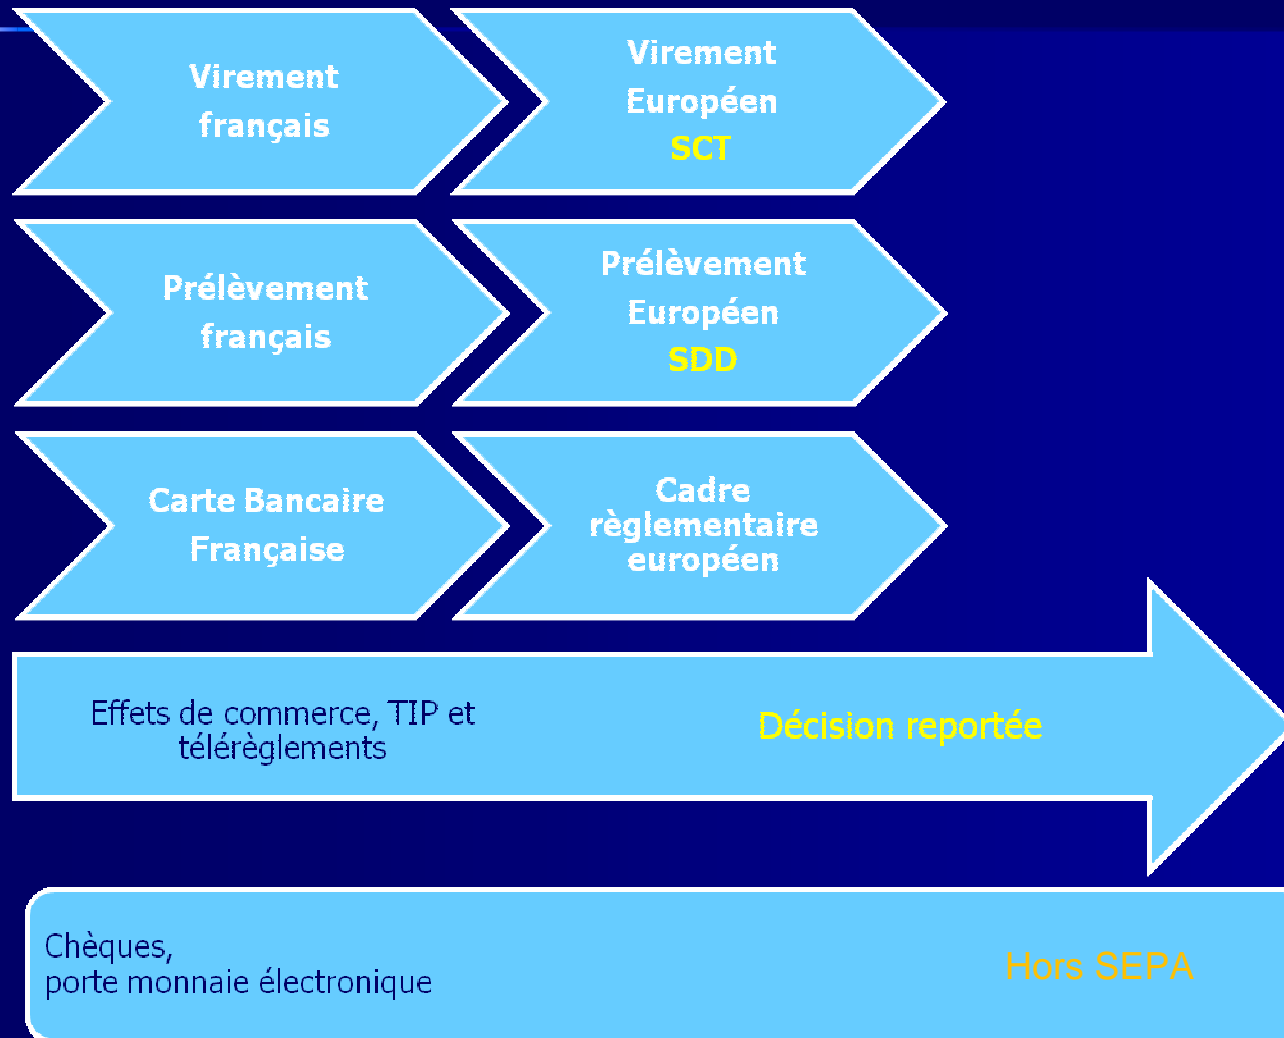 Virement
français
Virement
Européen
SCT
Prélèvement
français
Prélèvement
Européen
SDD
Carte Bancaire
Française
Cadre
règlementaire
européen
Effets de commerce, TIP et
télérèglements
Décision reportée
Chèques,
porte monnaie électronique
Hors SEPA